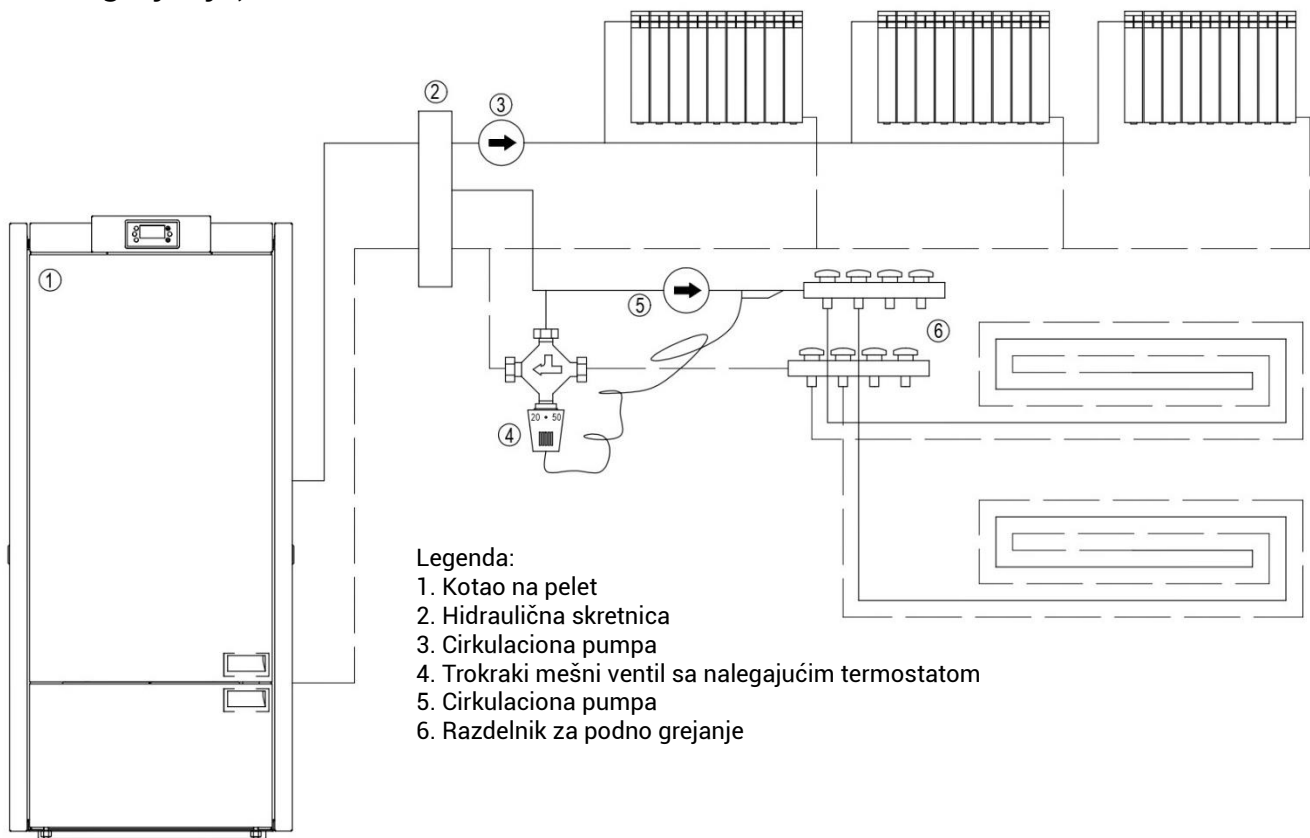 ②
③
①
⑤
⑥
20 • 50
④
Legenda:
1. Kotao na pelet
2. Hidraulična skretnica
3. Cirkulaciona pumpa
4. Trokraki mešni ventil sa nalegajućim termostatom
5. Cirkulaciona pumpa
6. Razdelnik za podno grejanje